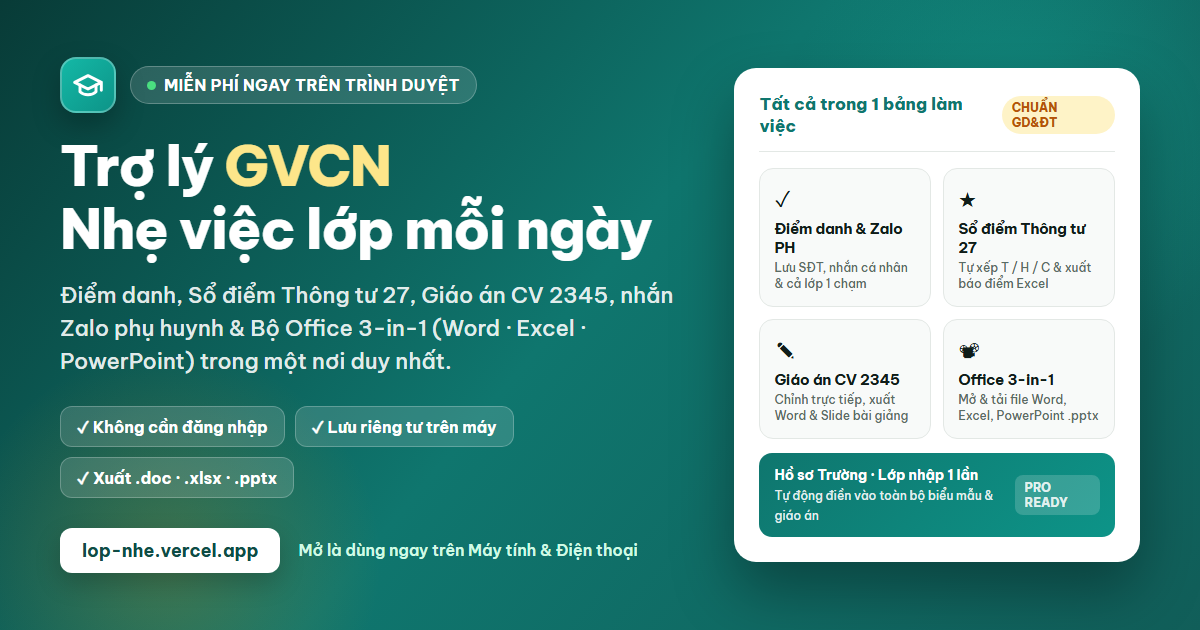 MIỄN PHÍ NGAY TRÊN TRÌNH DUYỆT
Trợ lý GVCN
Nhẹ việc lớp mỗi ngày
Điểm danh, Sổ điểm Thông tư 27, Giáo án CV 2345, nhắn
Zalo phụ huynh & Bộ Office 3-in-1 (Word · Excel ·
PowerPoint) trong một nơi duy nhất.
✓ Không cần đăng nhập
✓ Lưu riêng tư trên máy
✓ Xuất .doc · .xlsx · .pptx
lop-nhe.vercel.app
Mở là dùng ngay trên Máy tính & Điện thoại
Tất cả trong 1 bảng làm
việc
CHUẨN
GD&ĐT
✓
Điểm danh & Zalo
PH
Lưu SĐT, nhắn cá nhân
& cả lớp 1 chạm
★
Sổ điểm Thông tư
27
Tự xếp T / H / C & xuất
báo điểm Excel
Giáo án CV 2345
Chỉnh trực tiếp, xuất
Word & Slide bài giảng
Office 3-in-1
Mở & tải file Word,
Excel, PowerPoint .pptx
Hồ sơ Trường · Lớp nhập 1 lần
Tự động điền vào toàn bộ biểu mẫu &
giáo án
PRO
READY